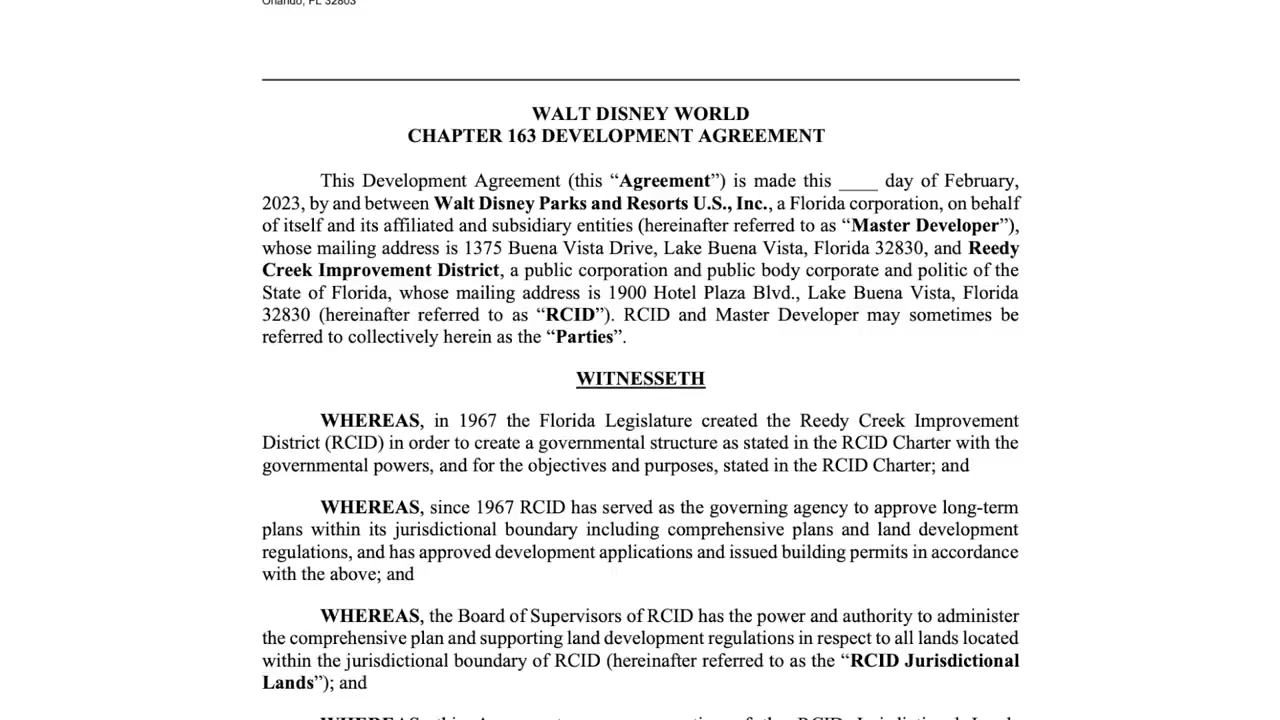 Orlando, FL 32803
WALT DISNEY WORLD
CHAPTER 163 DEVELOPMENT AGREEMENT
This Development Agreement (this “Agreement”) is made this ____ day of February,
2023, by and between Walt Disney Parks and Resorts U.S., Inc., a Florida corporation, on behalf
of itself and its affiliated and subsidiary entities (hereinafter referred to as “Master Developer”),
whose mailing address is 1375 Buena Vista Drive, Lake Buena Vista, Florida 32830, and Reedy
Creek Improvement District, a public corporation and public body corporate and politic of the
State of Florida, whose mailing address is 1900 Hotel Plaza Blvd., Lake Buena Vista, Florida
32830 (hereinafter referred to as “RCID”). RCID and Master Developer may sometimes be
referred to collectively herein as the “Parties”.
WITNESSETH
WHEREAS, in 1967 the Florida Legislature created the Reedy Creek Improvement
District (RCID) in order to create a governmental structure as stated in the RCID Charter with the
governmental powers, and for the objectives and purposes, stated in the RCID Charter; and
WHEREAS, since 1967 RCID has served as the governing agency to approve long-term
plans within its jurisdictional boundary including comprehensive plans and land development
regulations, and has approved development applications and issued building permits in accordance
with the above; and
WHEREAS, the Board of Supervisors of RCID has the power and authority to administer
the comprehensive plan and supporting land development regulations in respect to all lands located
within the jurisdictional boundary of RCID (hereinafter referred to as the “RCID Jurisdictional
Lands”); and